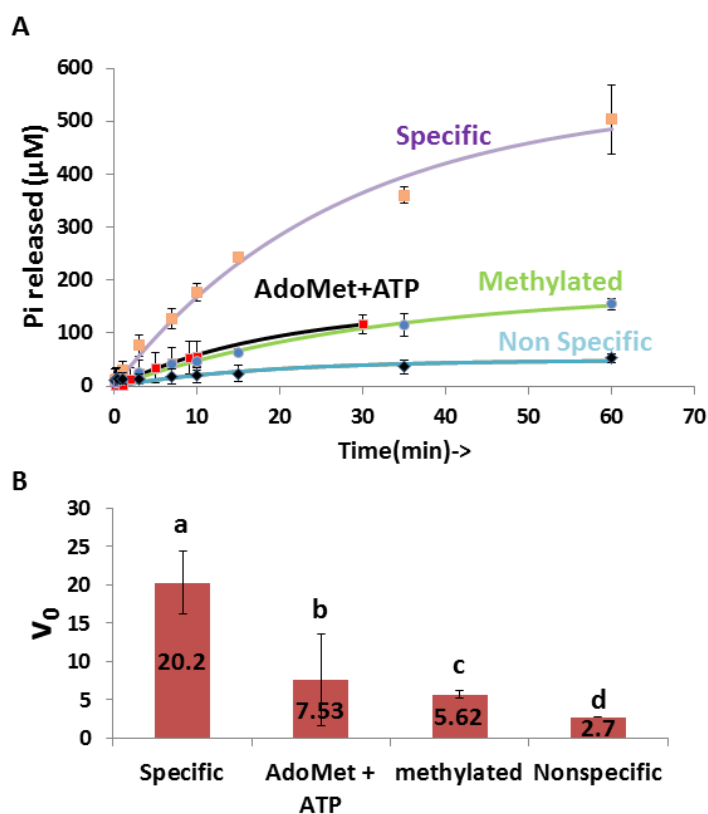 A
600
500
400
300
200
100
0
Pi released (µM)
Specific
AdoMet+ATP
Methylated
Non Specific
0 10 20 30 40 50 60 70
Time(min)->
B
30
25
20
15
10
5
0
V0
a
b
c
d
20.2
7.53
5.62
2.7
Specific AdoMet + methylated Nonspecific
ATP